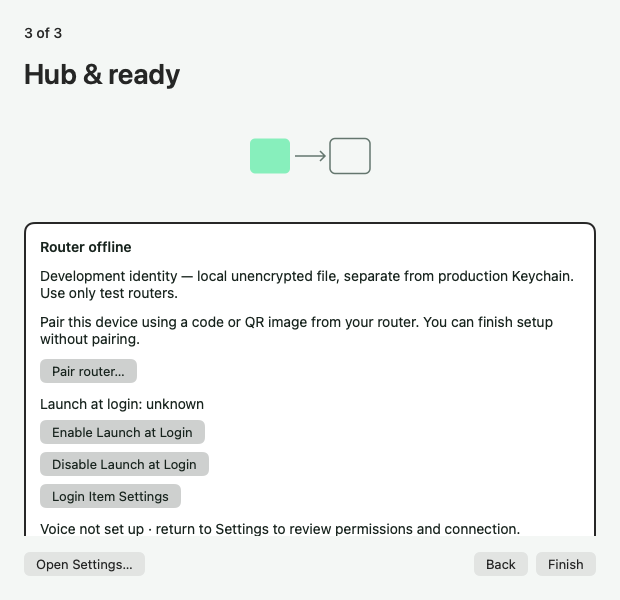 3 of 3
Hub & ready
Router offline
Development identity — local unencrypted file, separate from production Keychain.
Use only test routers.
Pair this device using a code or QR image from your router. You can finish setup
without pairing.
Pair router...
Launch at login: unknown
Enable Launch at Login
Disable Launch at Login
Login Item Settings
Voice not set up · return to Settings to review permissions and connection.
Open Settings...
Back
Finish